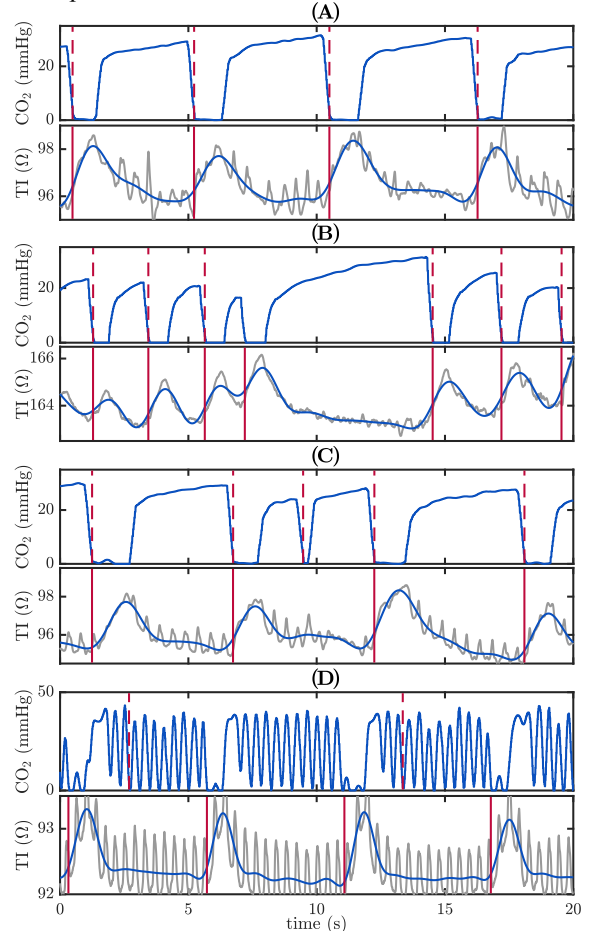 (A)
CO2 (mmHg)
20
0
TI (Ω)
98
96
(B)
CO2 (mmHg)
20
0
TI (Ω)
166
164
(C)
CO2 (mmHg)
20
0
TI (Ω)
98
96
(D)
CO2 (mmHg)
50
0
TI (Ω)
93
92
0 5 10 15 20
time (s)